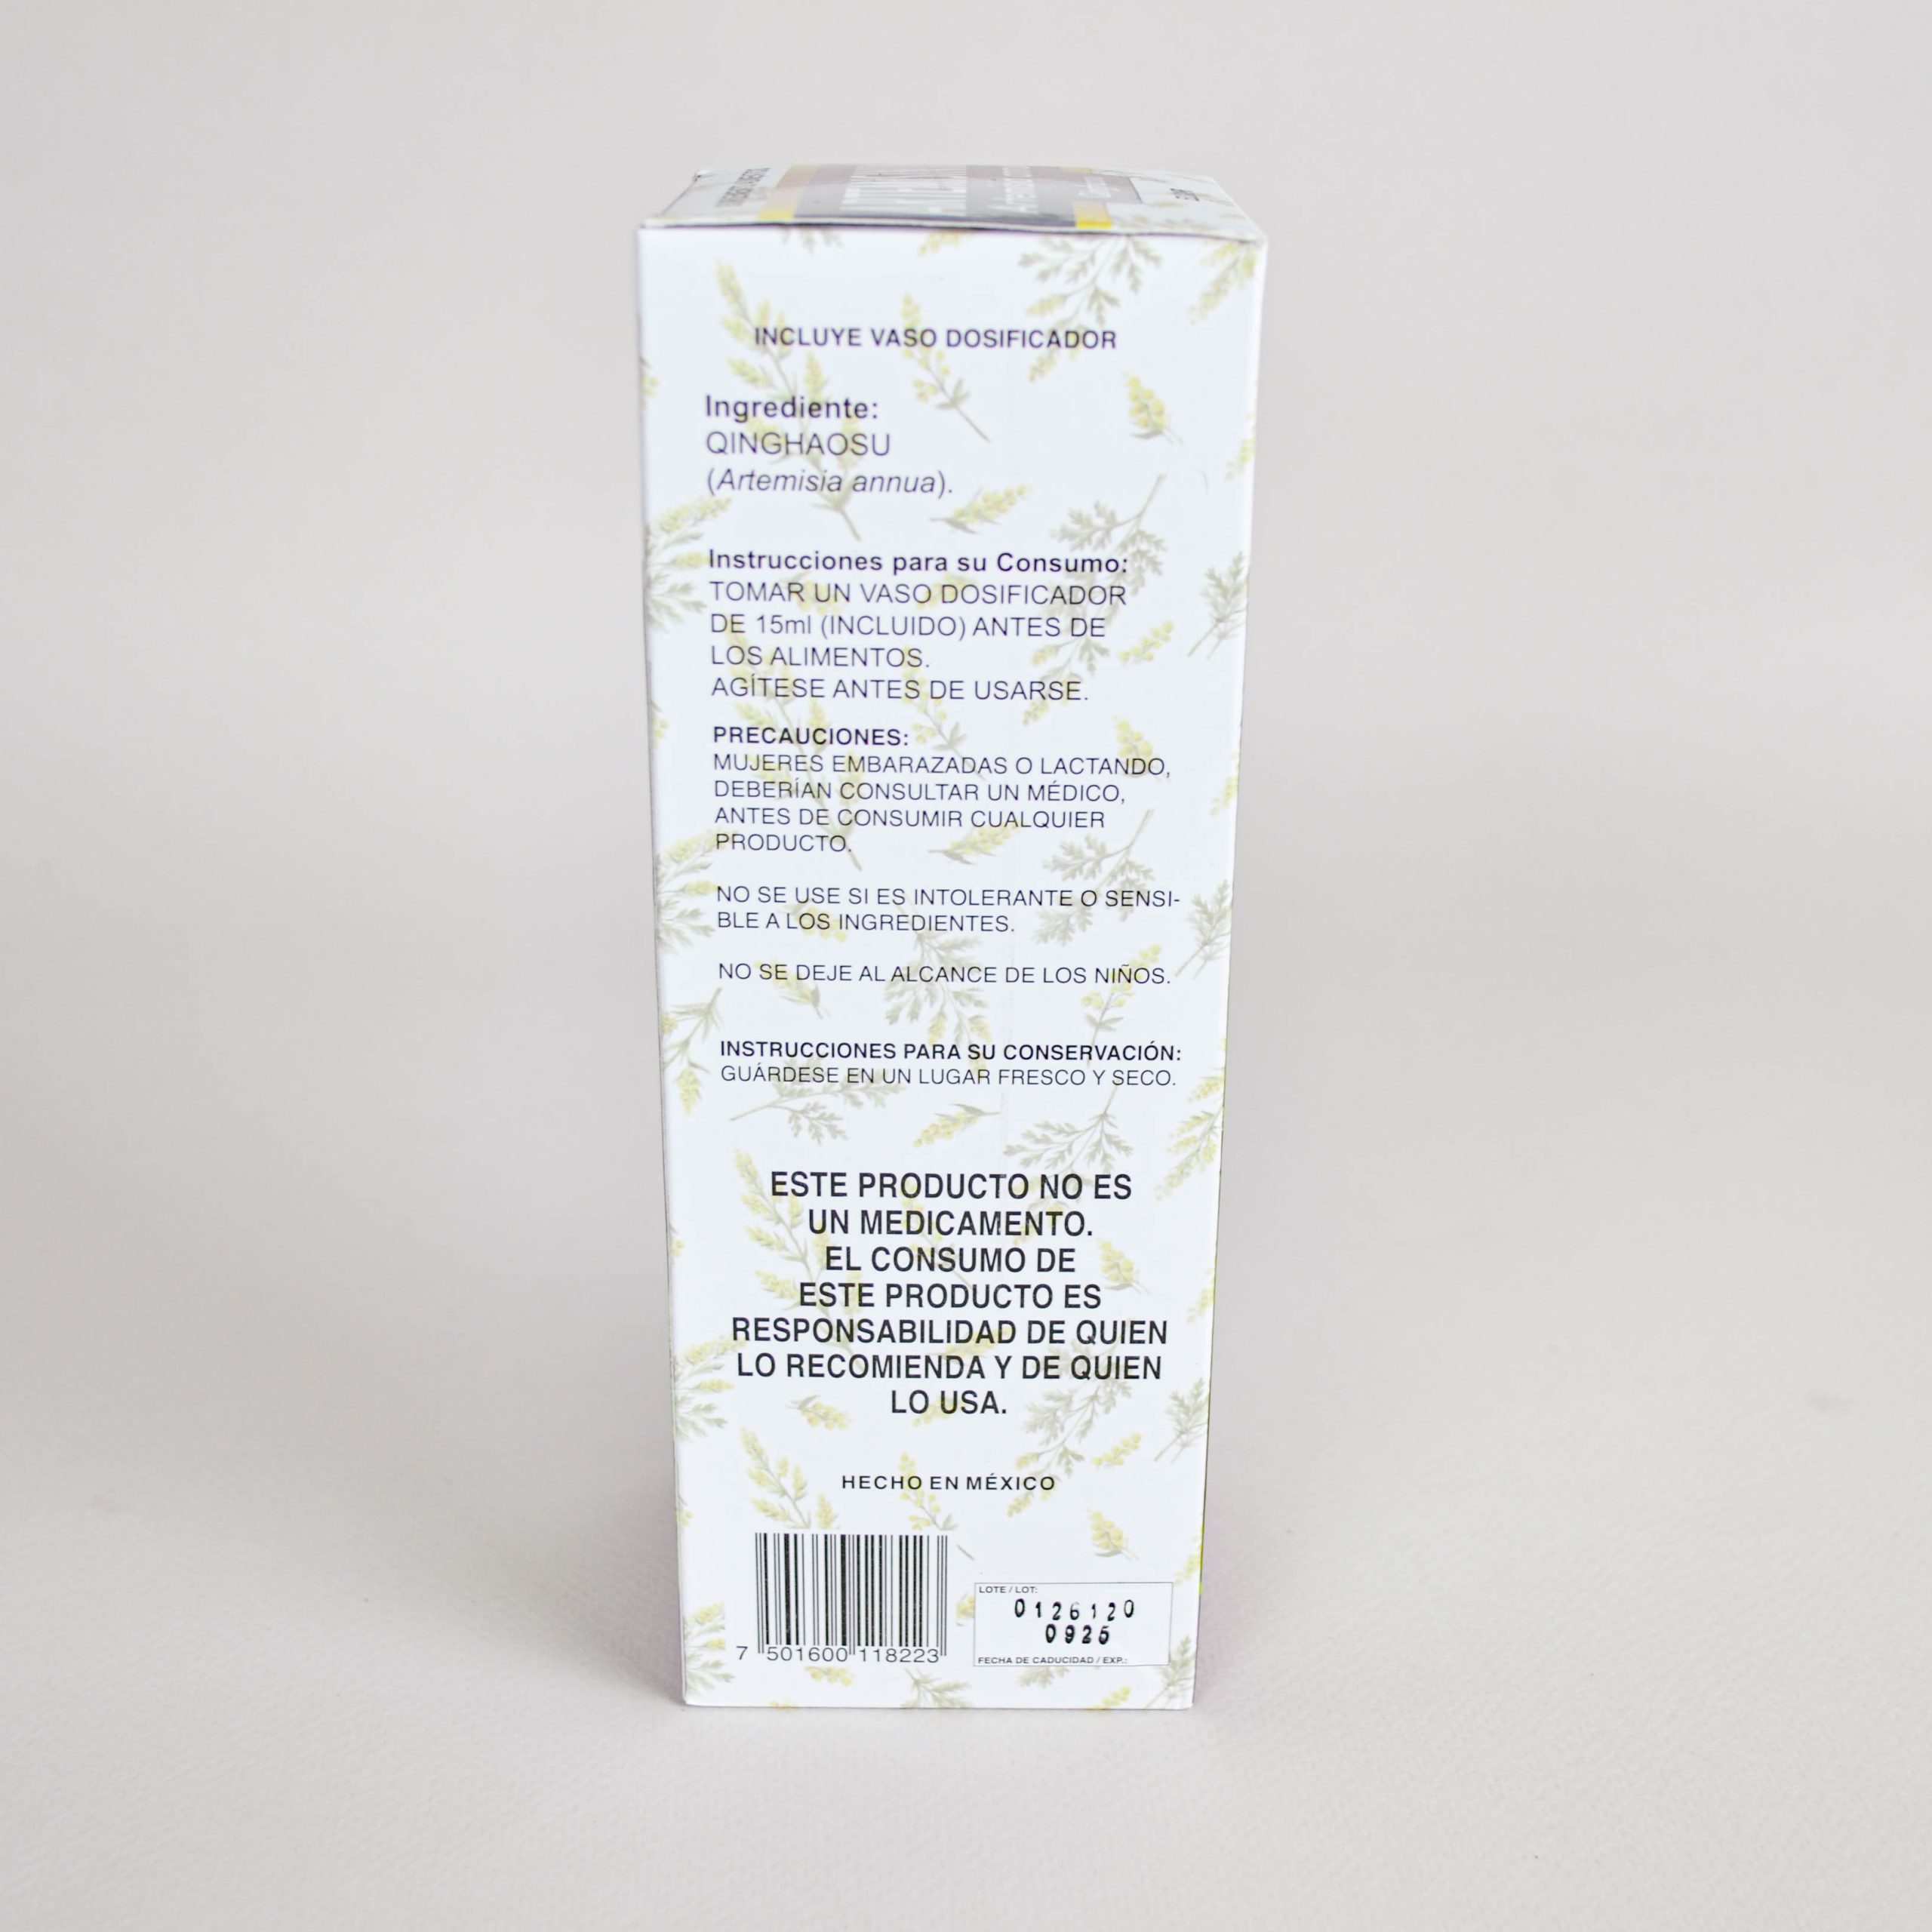 INCLUYE VASO DOSIFICADOR
Ingrediente:
QINGHAOSU
(Artemisia annua).
Instrucciones para su Consumo:
TOMAR UN VASO DOSIFICADOR
DE 15ml (INCLUIDO) ANTES DE
LOS ALIMENTOS.
AGÍTESE ANTES DE USARSE.
PRECAUCIONES:
MUJERES EMBARAZADAS O LACTANDO,
DEBERÍAN CONSULTAR UN MÉDICO,
ANTES DE CONSUMIR CUALQUIER
PRODUCTO.
NO SE USE SI ES INTOLERANTE O SENSI-
BLE A LOS INGREDIENTES.
NO SE DEJE AL ALCANCE DE LOS NIÑOS.
INSTRUCCIONES PARA SU CONSERVACIÓN:
GUÁRDESE EN UN LUGAR FRESCO Y SECO.
ESTE PRODUCTO NO ES
UN MEDICAMENTO.
EL CONSUMO DE
ESTE PRODUCTO ES
RESPONSABILIDAD DE QUIEN
LO RECOMIENDA Y DE QUIEN
LO USA.
HECHO EN MÉXICO
7 501600 118223
LOTE / LOT:
0126120
0925
FECHA DE CADUCIDAD / EXP.: